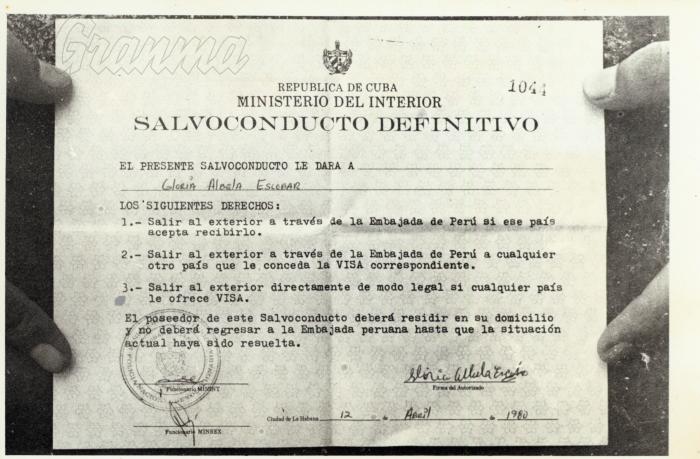 Granma
REPUBLICA DE CUBA
1044
MINISTERIO DEL INTERIOR
SALVOCONDUCTO DEFINITIVO
EL PRESENTE SALVOCONDUCTO LE DARA A
Gloria Albela Escobar
LOS SIGUIENTES DERECHOS:
1.- Salir al exterior a través de la Embajada de Perú si ese país
acepta recibirlo.
2.- Salir al exterior a través de la Embajada de Perú a cualquier
otro país que le conceda la VISA correspondiente.
3.- Salir al exterior directamente de modo legal si cualquier país
le ofrece VISA.
El poseedor de este Salvoconducto deberá residir en su domicilio
y no deberá regresar a la Embajada peruana hasta que la situación
actual haya sido resuelta.
Funcionario MININT
Firma del Autorizado
Ciudad de La Habana 12 de Abril de 1980
Funcionario MINREX